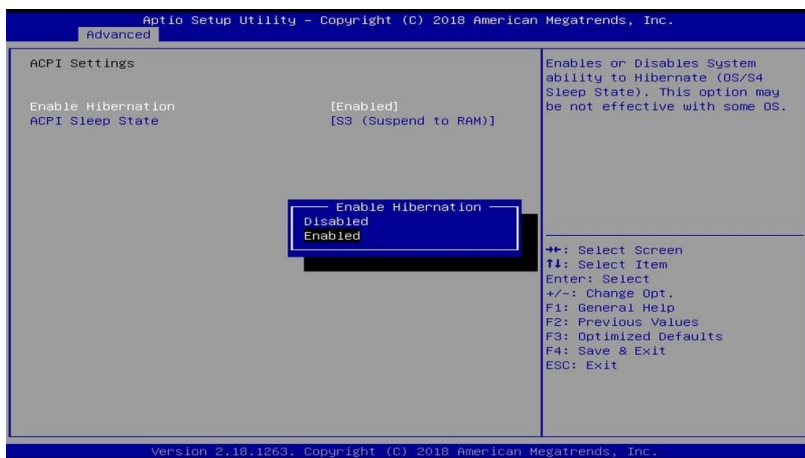 Aptio Setup Utility – Copyright (C) 2018 American Megatrends, Inc.
Advanced
ACPI Settings
Enable Hibernation [Enabled]
ACPI Sleep State [S3 (Suspend to RAM)]
Enable Hibernation
Disabled
Enabled
Enables or Disables System
ability to Hibernate (OS/S4
Sleep State). This option may
be not effective with some OS.
→←: Select Screen
↑↓: Select Item
Enter: Select
+/-: Change Opt.
F1: General Help
F2: Previous Values
F3: Optimized Defaults
F4: Save & Exit
ESC: Exit
Version 2.18.1263. Copyright (C) 2018 American Megatrends, Inc.